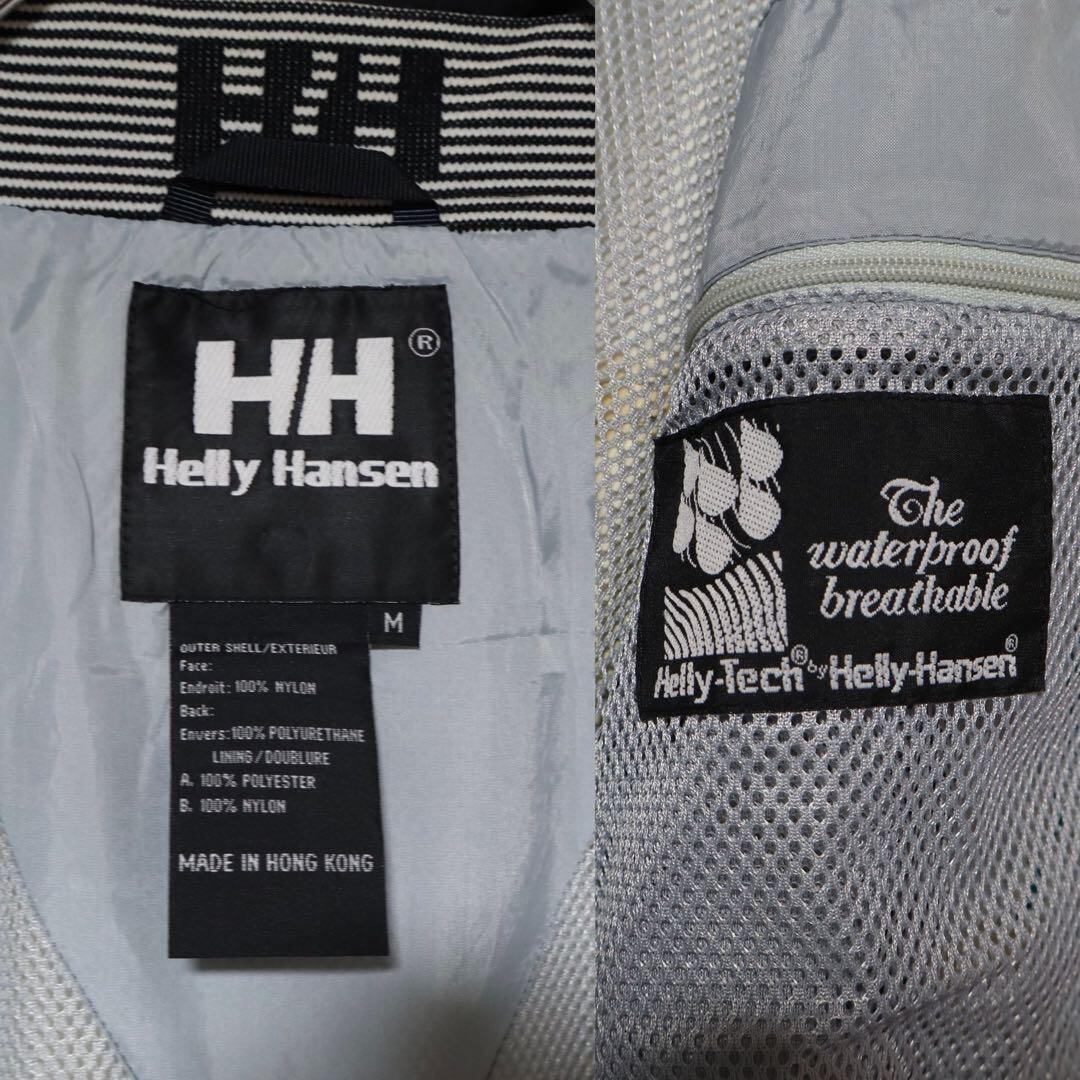 H/H
H/H ®
Helly Hansen
M
OUTER SHELL/EXTERIEUR
Face:
Endroit: 100% NYLON
Back:
Envers: 100% POLYURETHANE
LINING/DOUBLURE
A. 100% POLYESTER
B. 100% NYLON
MADE IN HONG KONG
The
waterproof
breathable
Helly-Tech® by Helly-Hansen®